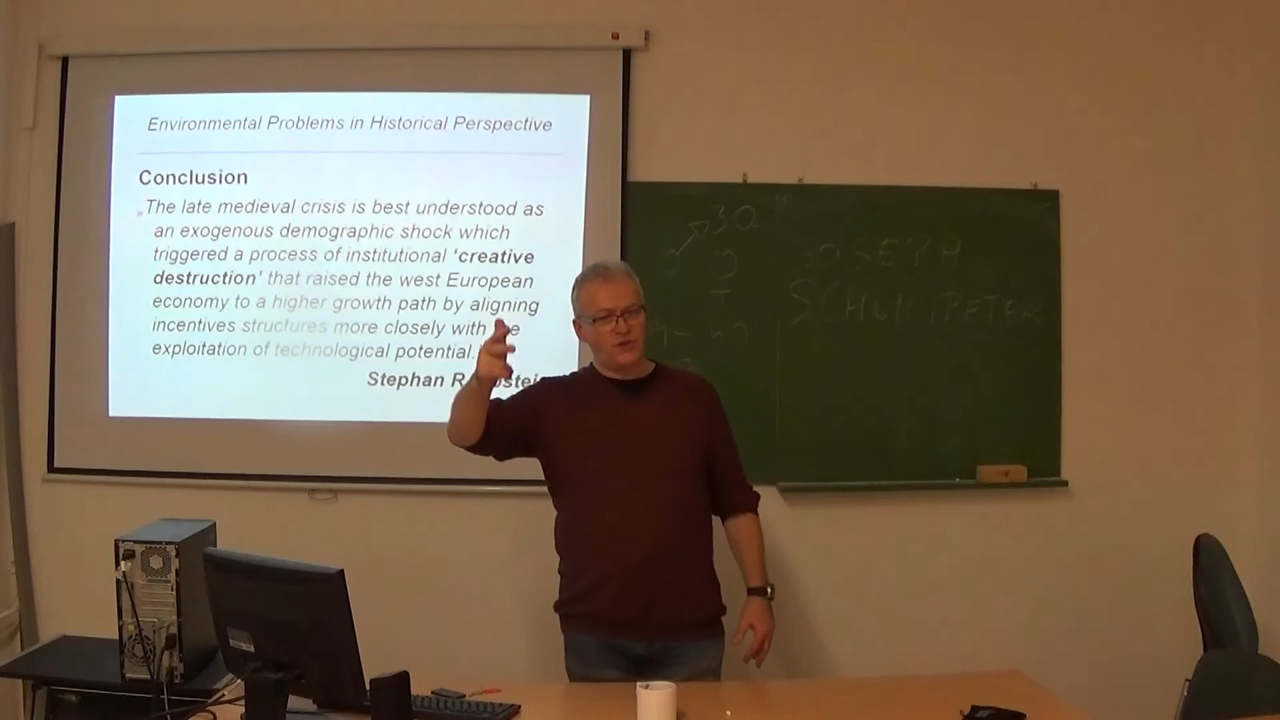 Environmental Problems in Historical Perspective
Conclusion
„The late medieval crisis is best understood as
an exogenous demographic shock which
triggered a process of institutional ‘creative
destruction’ that raised the west European
economy to a higher growth path by aligning
incentives structures more closely with
exploitation of technological potential.
Stephan
30
JOSEPH
SCHUMPETER